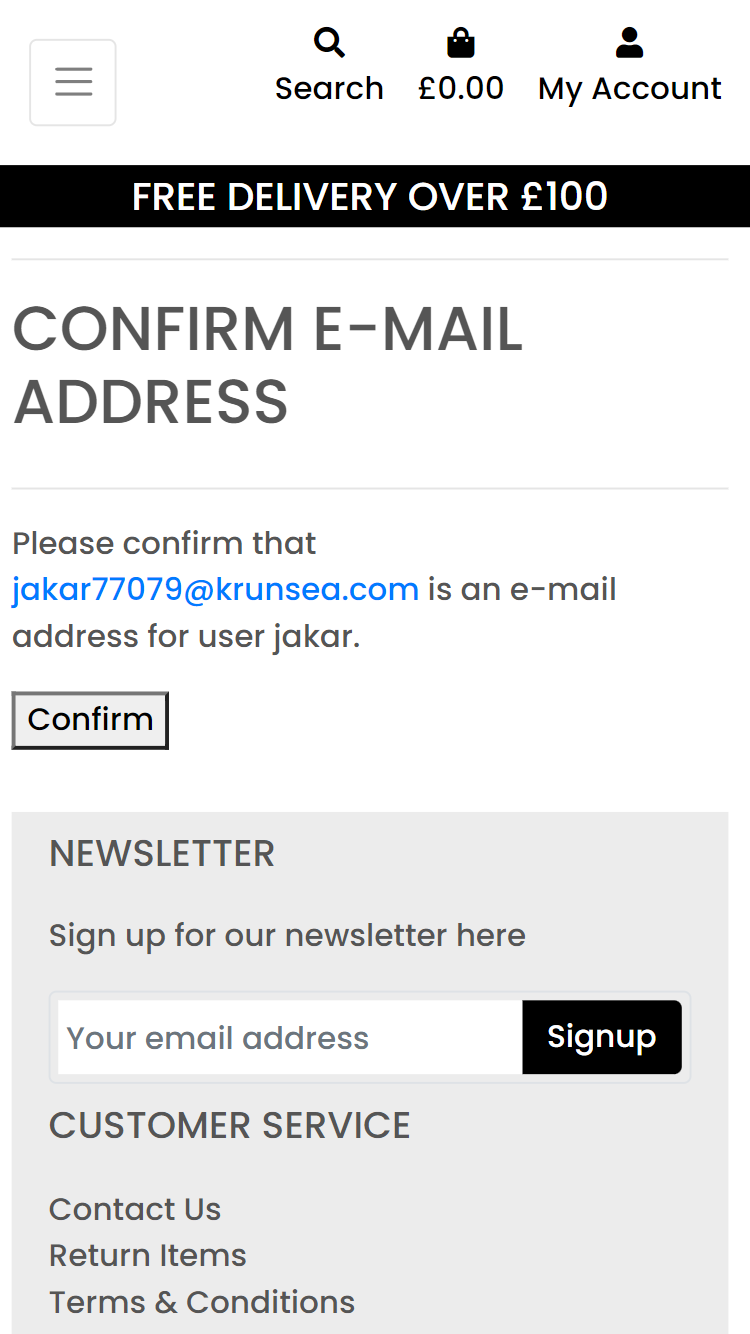 Search £0.00 My Account
FREE DELIVERY OVER £100
CONFIRM E-MAIL
ADDRESS
Please confirm that
jakar77079@krunsea.com is an e-mail
address for user jakar.
Confirm
NEWSLETTER
Sign up for our newsletter here
Your email address Signup
CUSTOMER SERVICE
Contact Us
Return Items
Terms & Conditions